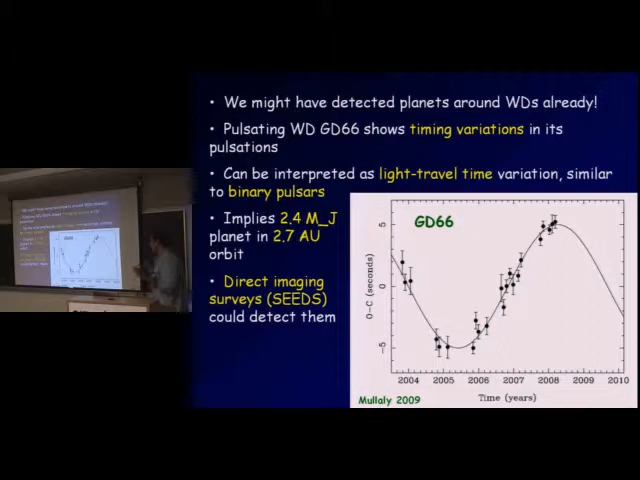 • We might have detected planets around WDs already!
• Pulsating WD GD66 shows timing variations in its
pulsations
• Can be interpreted as light-travel time variation, similar
to binary pulsars
• Implies 2.4 M_J
planet in 2.7 AU
orbit
• Direct imaging
surveys (SEEDS)
could detect them
GD66
O-C (seconds)
5
0
-5
2004 2005 2006 2007 2008 2009 2010
Time (years)
Mullaly 2009